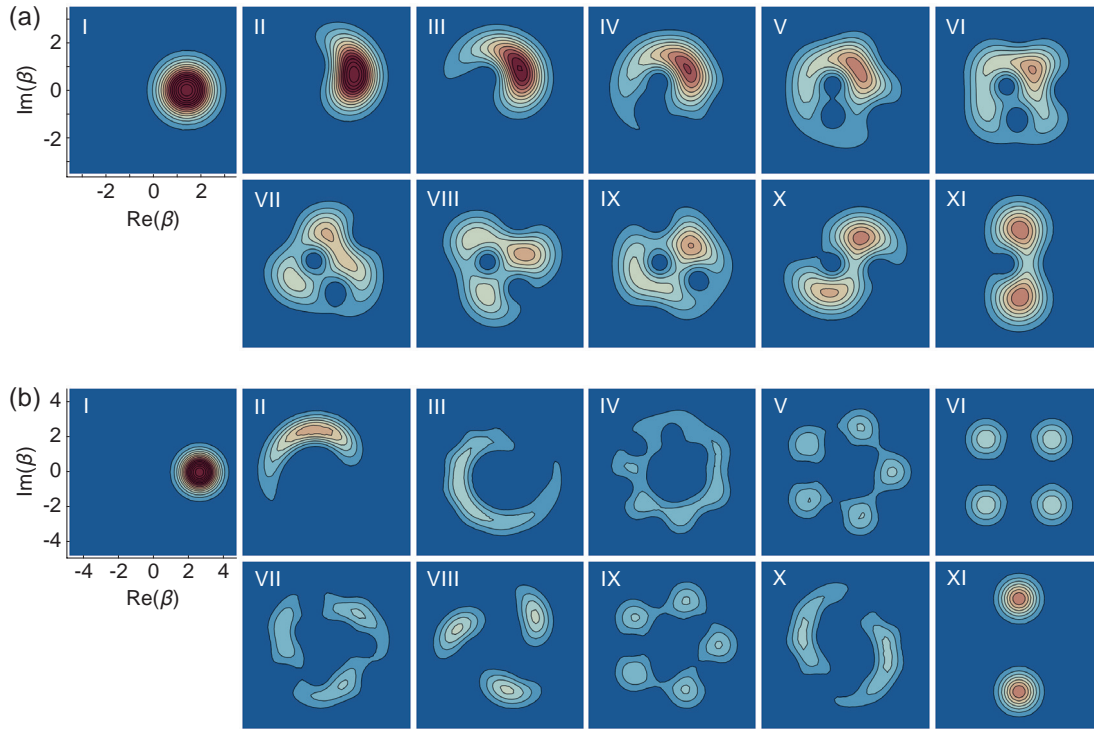 (a)
I II III IV V VI
2
0
-2
Im(β)
-2 0 2
Re(β)
VII VIII IX X XI
(b)
I II III IV V VI
4
2
0
-2
-4
Im(β)
-4 -2 0 2 4
Re(β)
VII VIII IX X XI